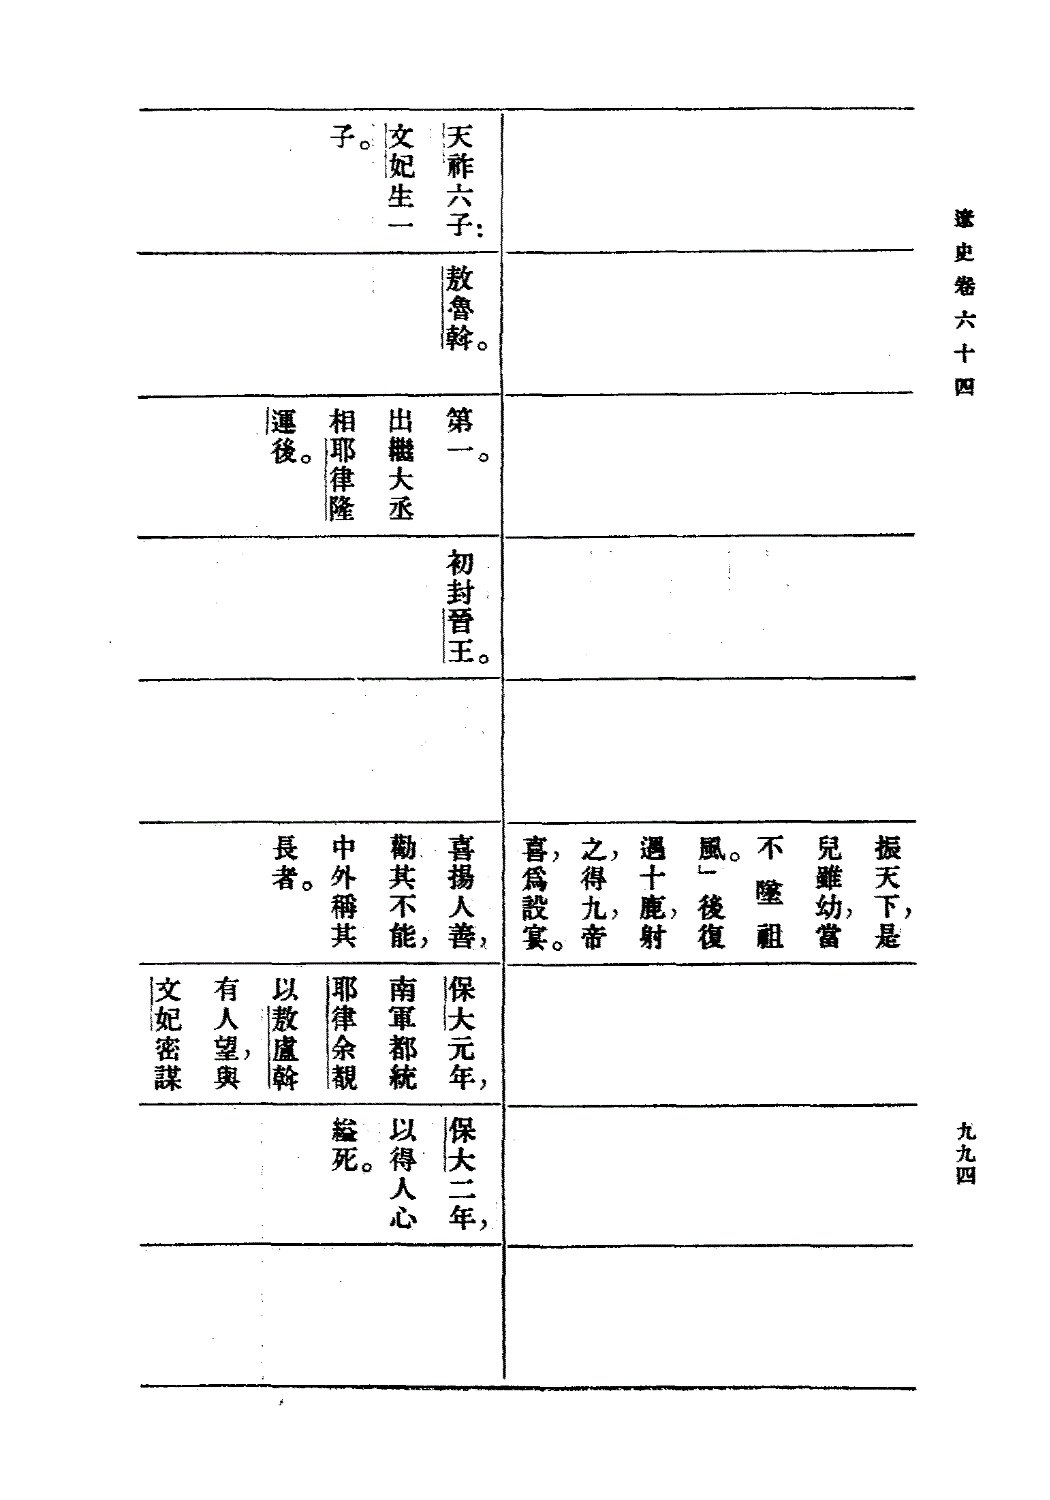 遼史卷六十四
九九四
振天下，是
兒雖幼，當
不墜祖
風。」後復
遇十鹿，射
之，得九，帝
喜，爲設宴。
天祚六子：
文妃生一
子。
敖魯斡。
第一。
出繼大丞
相耶律隆
運後。
初封晉王。
喜揚人善，
勸其不能，
中外稱其
長者。
保大元年，
南軍都統
耶律余覩
以敖盧斡
有人望，與
文妃密謀
保大二年，
以得人心
縊死。